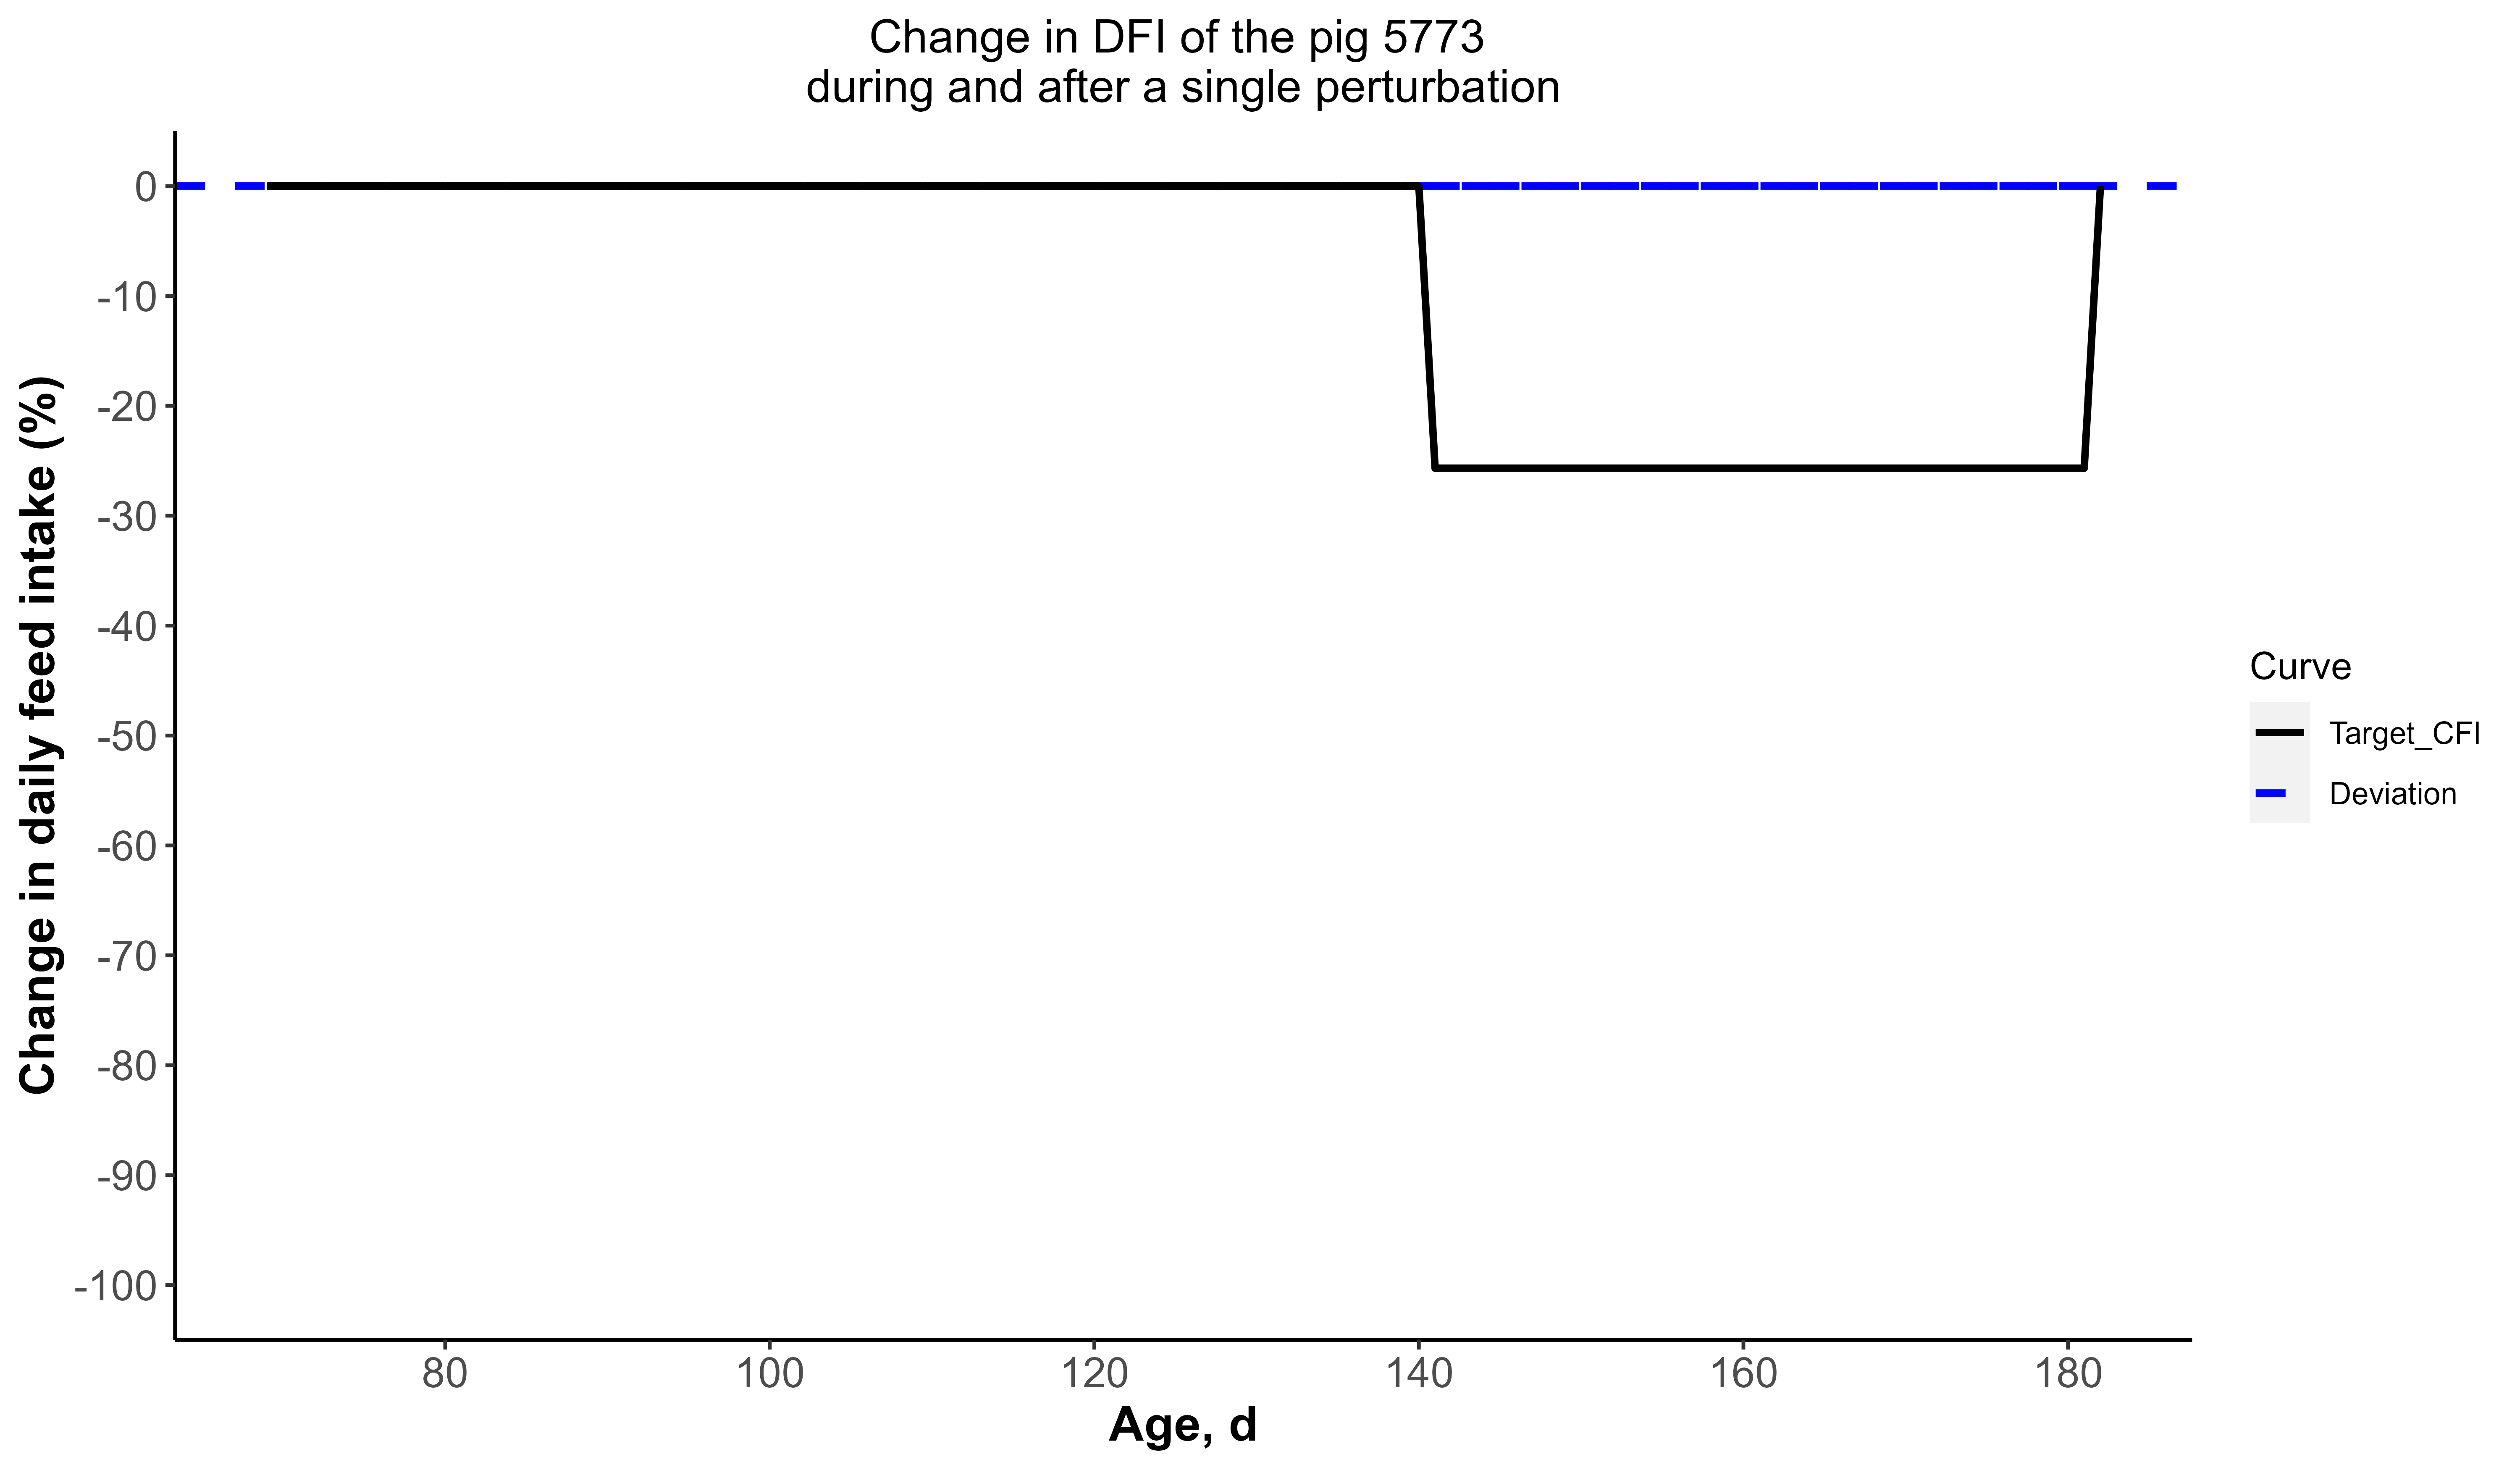 Change in DFI of the pig 5773
during and after a single perturbation
Change in daily feed intake (%)
0
-10
-20
-30
-40
-50
-60
-70
-80
-90
-100
80
100
120
140
160
180
Age, d
Curve
Target_CFI
Deviation